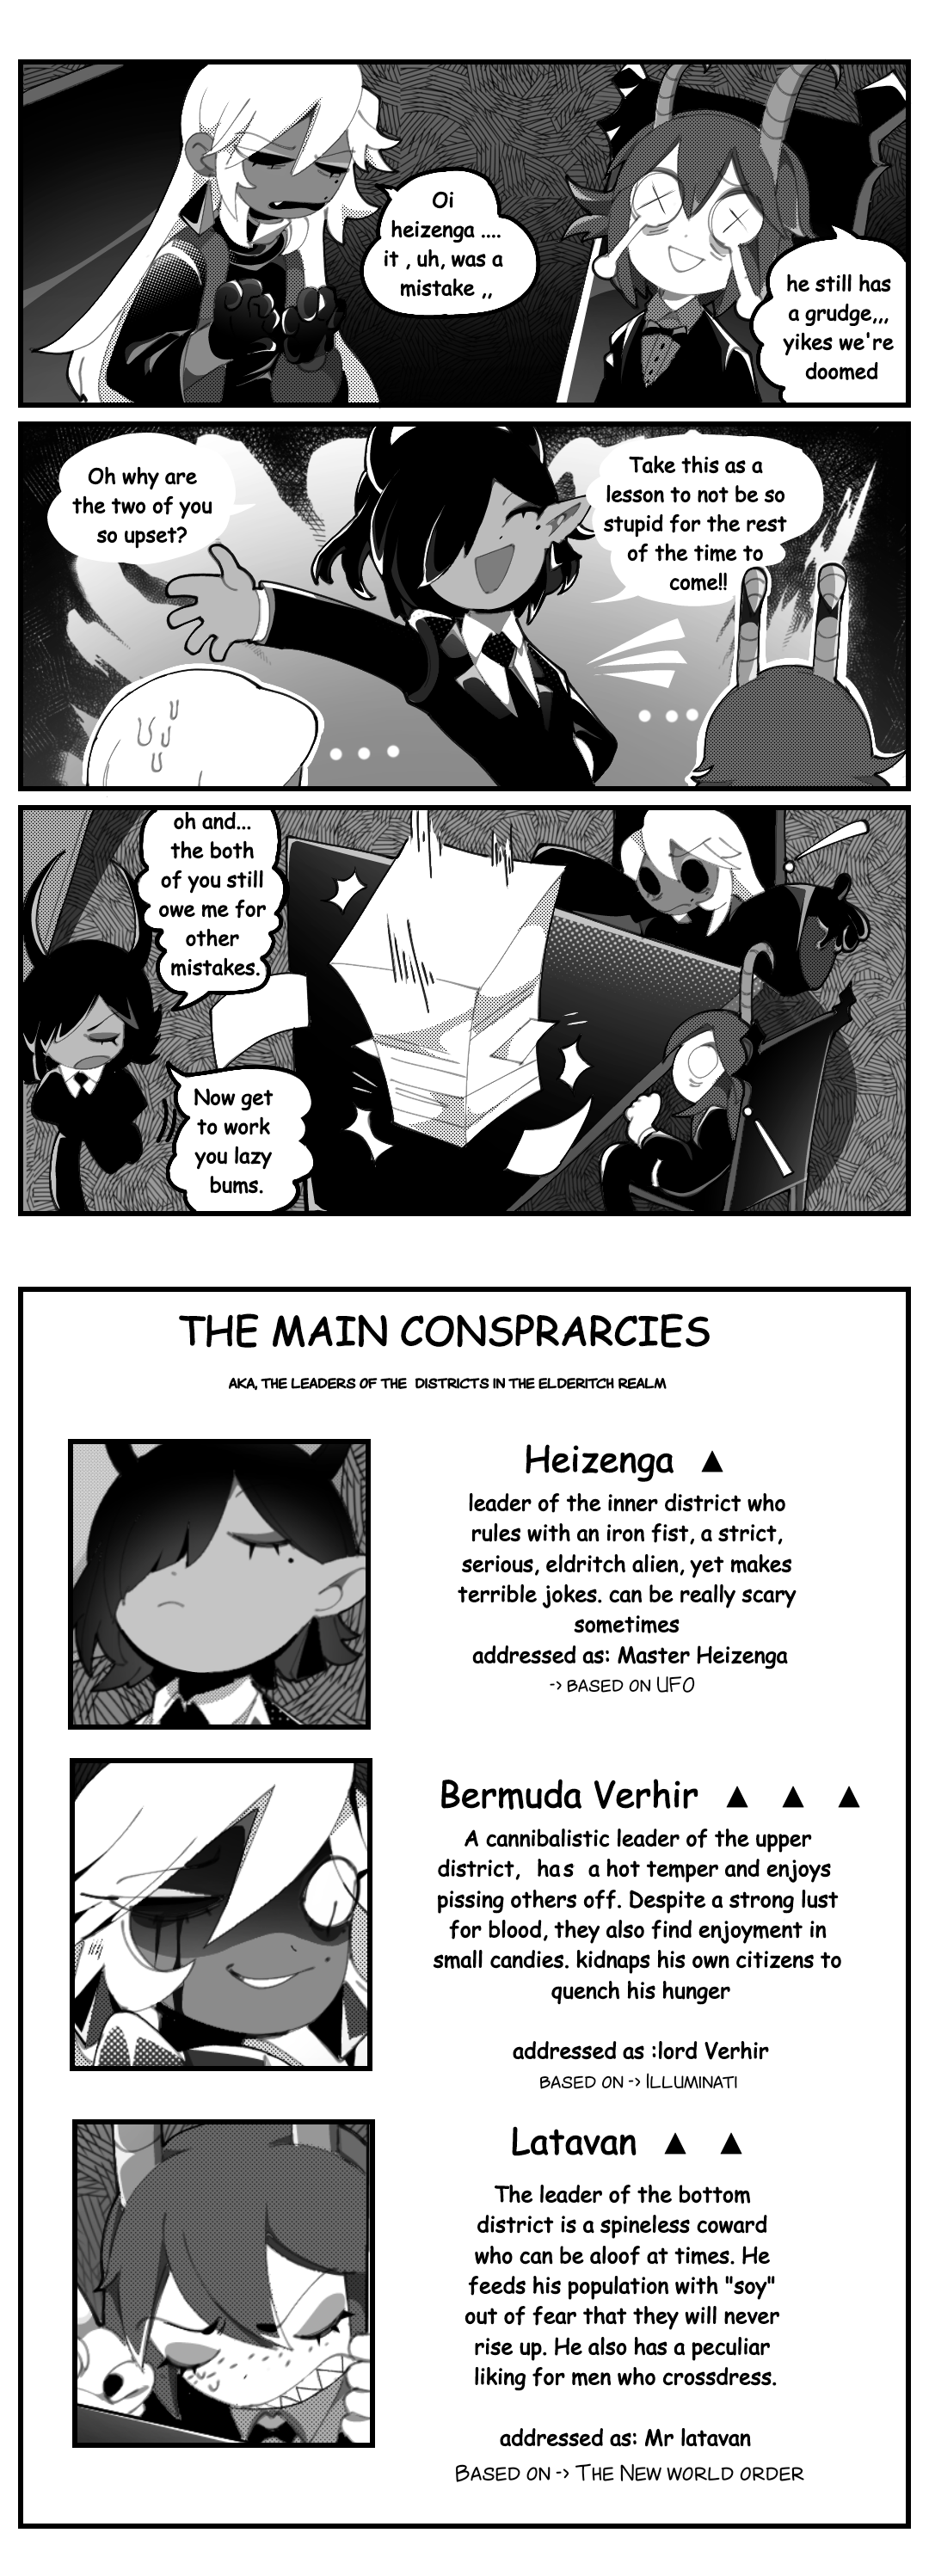 Oi
heizenga ....
it , uh, was a
mistake ,,
he still has
a grudge,,,
yikes we're
doomed
Oh why are
the two of you
so upset?
Take this as a
lesson to not be so
stupid for the rest
of the time to
come!!
oh and...
the both
of you still
owe me for
other
mistakes.
Now get
to work
you lazy
bums.
THE MAIN CONSPRARCIES
AKA, THE LEADERS OF THE DISTRICTS IN THE ELDERITCH REALM
Heizenga ▲
leader of the inner district who
rules with an iron fist, a strict,
serious, eldritch alien, yet makes
terrible jokes. can be really scary
sometimes
addressed as: Master Heizenga
-> BASED ON UFO
Bermuda Verhir ▲ ▲ ▲
A cannibalistic leader of the upper
district, has a hot temper and enjoys
pissing others off. Despite a strong lust
for blood, they also find enjoyment in
small candies. kidnaps his own citizens to
quench his hunger
addressed as :lord Verhir
BASED ON -> ILLUMINATI
Latavan ▲ ▲
The leader of the bottom
district is a spineless coward
who can be aloof at times. He
feeds his population with "soy"
out of fear that they will never
rise up. He also has a peculiar
liking for men who crossdress.
addressed as: Mr latavan
BASED ON -> THE NEW WORLD ORDER